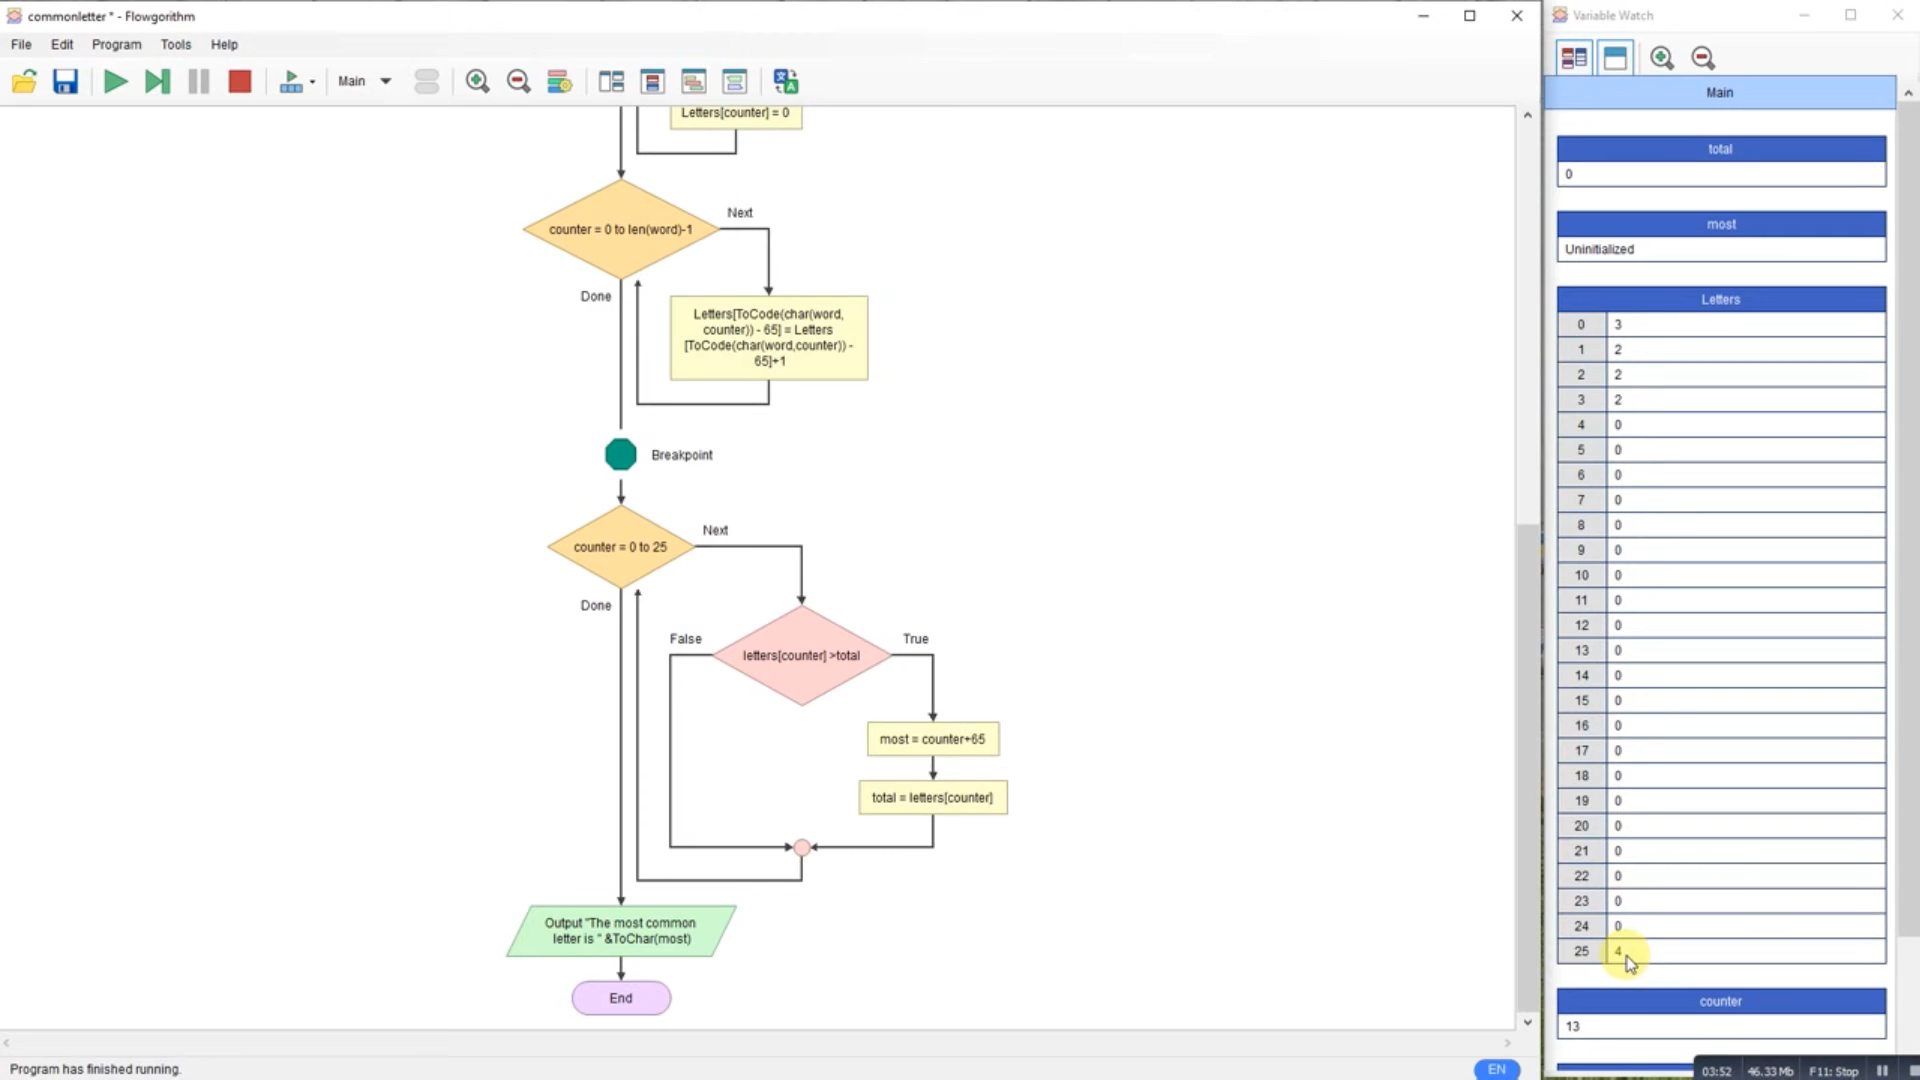 commonletter * - Flowgorithm
File Edit Program Tools Help
Main
Letters[counter] = 0
counter = 0 to len(word)-1
Next
Done
Letters[ToCode(char(word,
counter)) - 65] = Letters
[ToCode(char(word,counter)) -
65]+1
Breakpoint
counter = 0 to 25
Next
Done
False
True
letters[counter] >total
most = counter+65
total = letters[counter]
Output "The most common
letter is " &ToChar(most)
End
Program has finished running.
EN
Variable Watch
Main
total
0
most
Uninitialized
Letters
0 3
1 2
2 2
3 2
4 0
5 0
6 0
7 0
8 0
9 0
10 0
11 0
12 0
13 0
14 0
15 0
16 0
17 0
18 0
19 0
20 0
21 0
22 0
23 0
24 0
25 4
counter
13
03:52 46.33 Mb F11: Stop